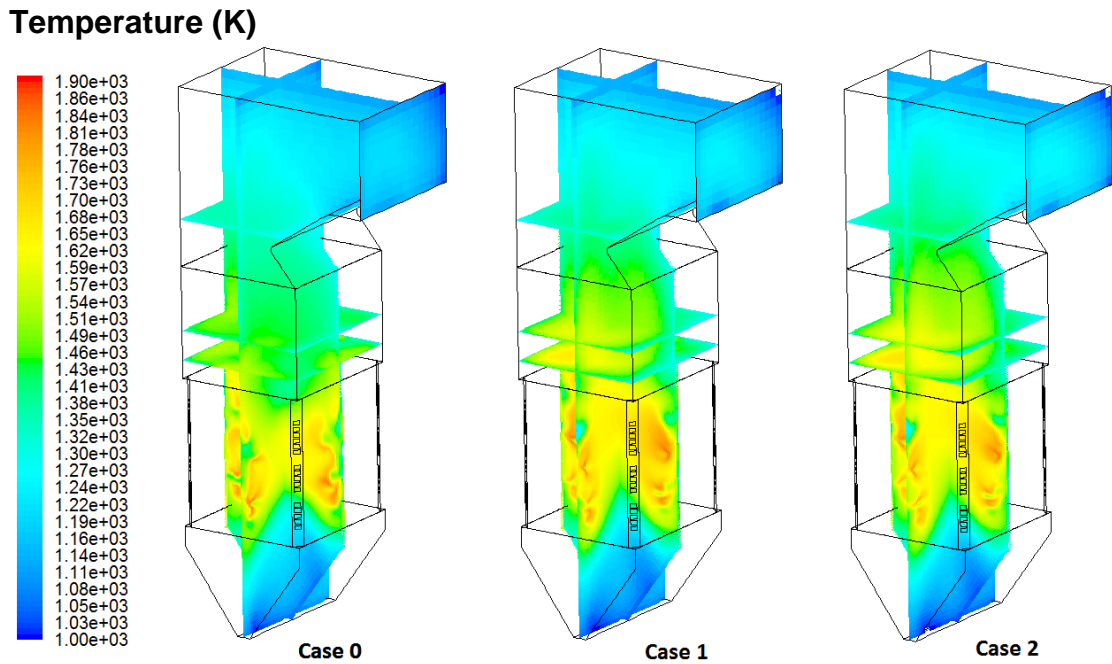 Temperature (K)
1.90e+03
1.86e+03
1.84e+03
1.81e+03
1.78e+03
1.76e+03
1.73e+03
1.70e+03
1.68e+03
1.65e+03
1.62e+03
1.59e+03
1.57e+03
1.54e+03
1.51e+03
1.49e+03
1.46e+03
1.43e+03
1.41e+03
1.38e+03
1.35e+03
1.32e+03
1.30e+03
1.27e+03
1.22e+03
1.19e+03
1.16e+03
1.14e+03
1.11e+03
1.08e+03
1.05e+03
1.03e+03
1.00e+03
Case 0
Case 1
Case 2